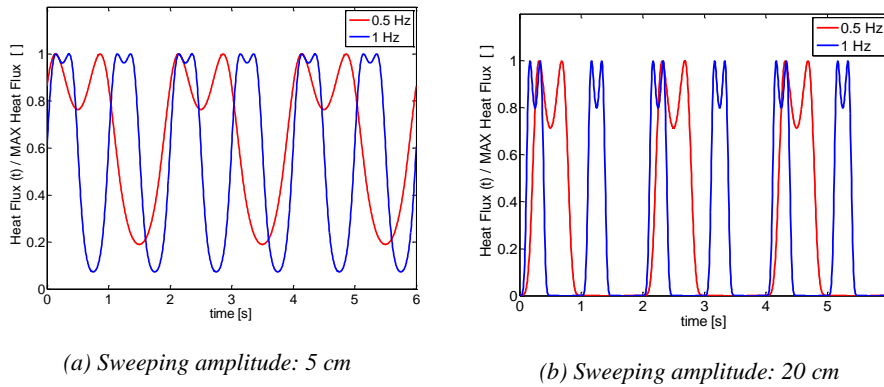 0.5 Hz
1 Hz
Heat Flux (t) / MAX Heat Flux [ ]
1
0.8
0.6
0.4
0.2
0
0 1 2 3 4 5 6
time [s]
(a) Sweeping amplitude: 5 cm
0.5 Hz
1 Hz
Heat Flux (t) / MAX Heat Flux [ ]
1
0.8
0.6
0.4
0.2
0
0 1 2 3 4 5
time [s]
(b) Sweeping amplitude: 20 cm